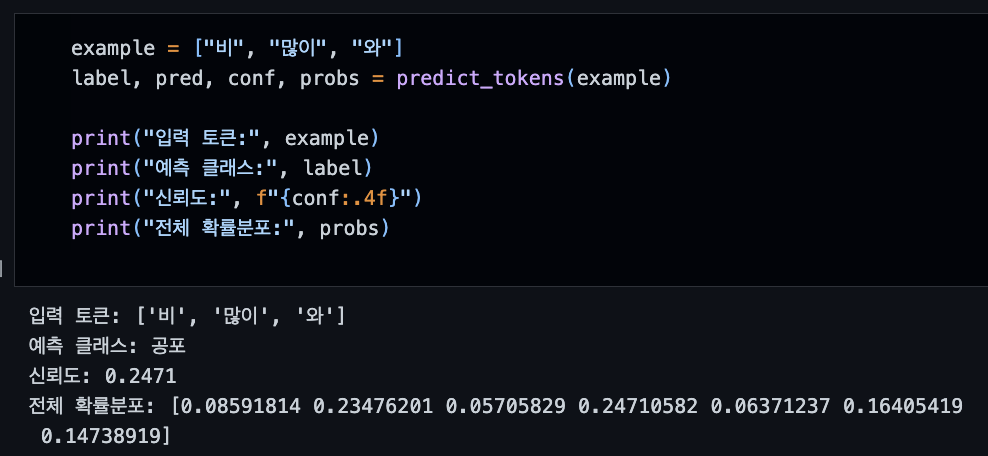 example = ["비", "많이", "와"]
label, pred, conf, probs = predict_tokens(example)
print("입력 토큰:", example)
print("예측 클래스:", label)
print("신뢰도:", f"{conf:.4f}")
print("전체 확률분포:", probs)
입력 토큰: ['비', '많이', '와']
예측 클래스: 공포
신뢰도: 0.2471
전체 확률분포: [0.08591814 0.23476201 0.05705829 0.24710582 0.06371237 0.16405419
0.14738919]